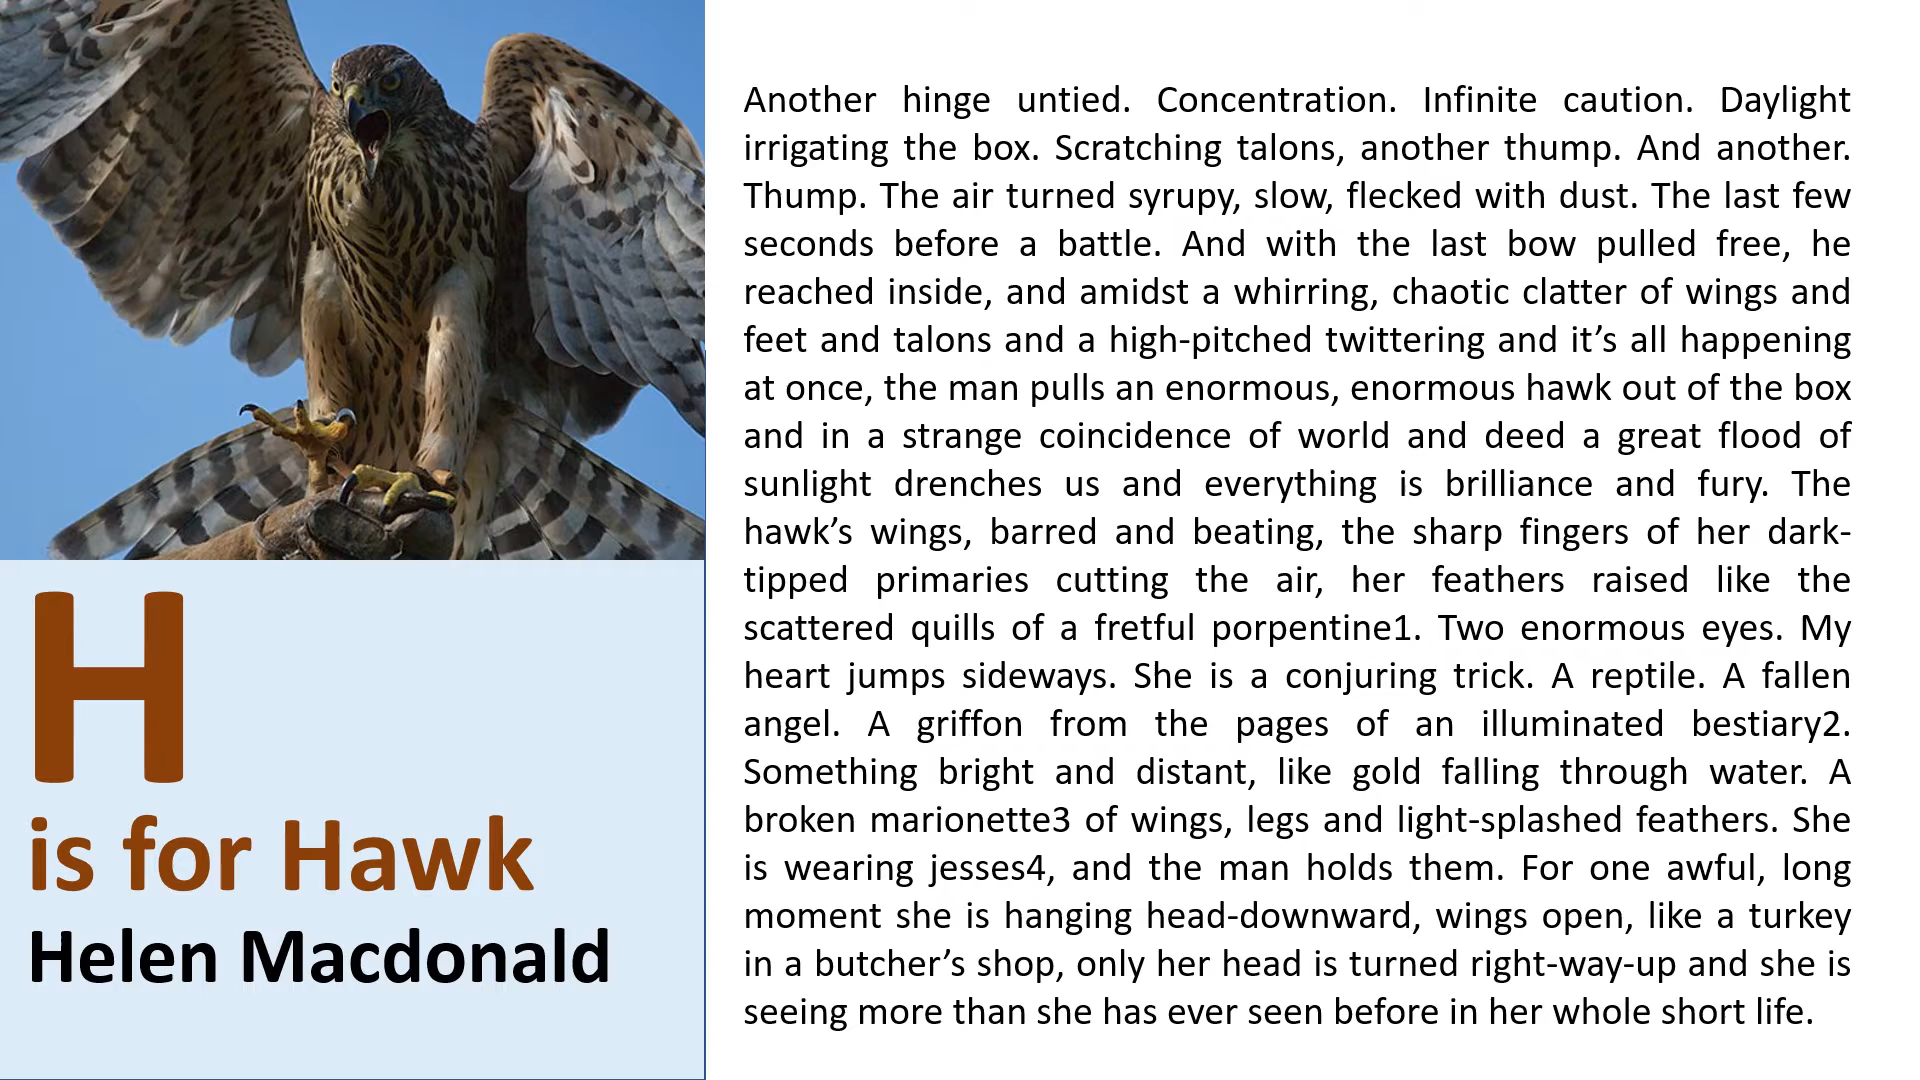 H
is for Hawk
Helen Macdonald
Another hinge untied. Concentration. Infinite caution. Daylight
irrigating the box. Scratching talons, another thump. And another.
Thump. The air turned syrupy, slow, flecked with dust. The last few
seconds before a battle. And with the last bow pulled free, he
reached inside, and amidst a whirring, chaotic clatter of wings and
feet and talons and a high-pitched twittering and it’s all happening
at once, the man pulls an enormous, enormous hawk out of the box
and in a strange coincidence of world and deed a great flood of
sunlight drenches us and everything is brilliance and fury. The
hawk’s wings, barred and beating, the sharp fingers of her dark-
tipped primaries cutting the air, her feathers raised like the
scattered quills of a fretful porpentine1. Two enormous eyes. My
heart jumps sideways. She is a conjuring trick. A reptile. A fallen
angel. A griffon from the pages of an illuminated bestiary2.
Something bright and distant, like gold falling through water. A
broken marionette3 of wings, legs and light-splashed feathers. She
is wearing jesses4, and the man holds them. For one awful, long
moment she is hanging head-downward, wings open, like a turkey
in a butcher’s shop, only her head is turned right-way-up and she is
seeing more than she has ever seen before in her whole short life.